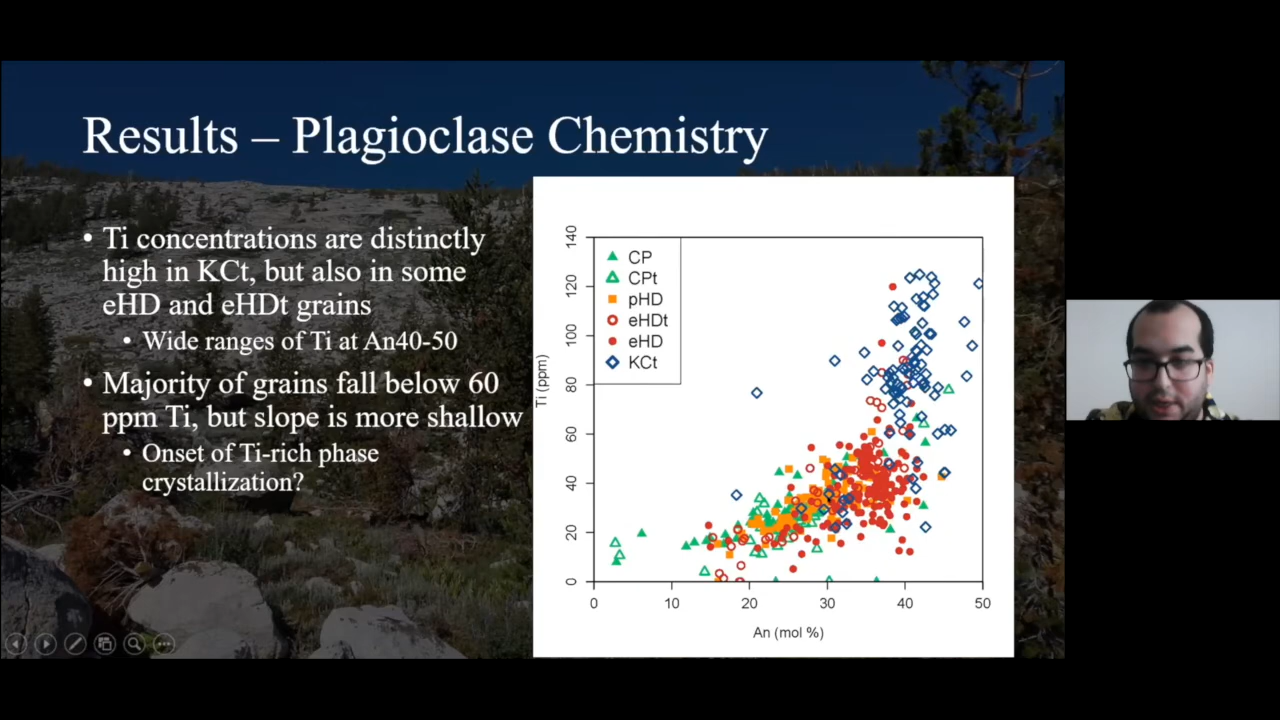 Results – Plagioclase Chemistry
• Ti concentrations are distinctly
high in KCt, but also in some
eHD and eHDt grains
• Wide ranges of Ti at An40-50
• Majority of grains fall below 60
ppm Ti, but slope is more shallow
• Onset of Ti-rich phase
crystallization?
Ti (ppm)
140
120
100
80
60
40
20
0
CP
CPt
pHD
eHDt
eHD
KCt
0 10 20 30 40 50
An (mol %)